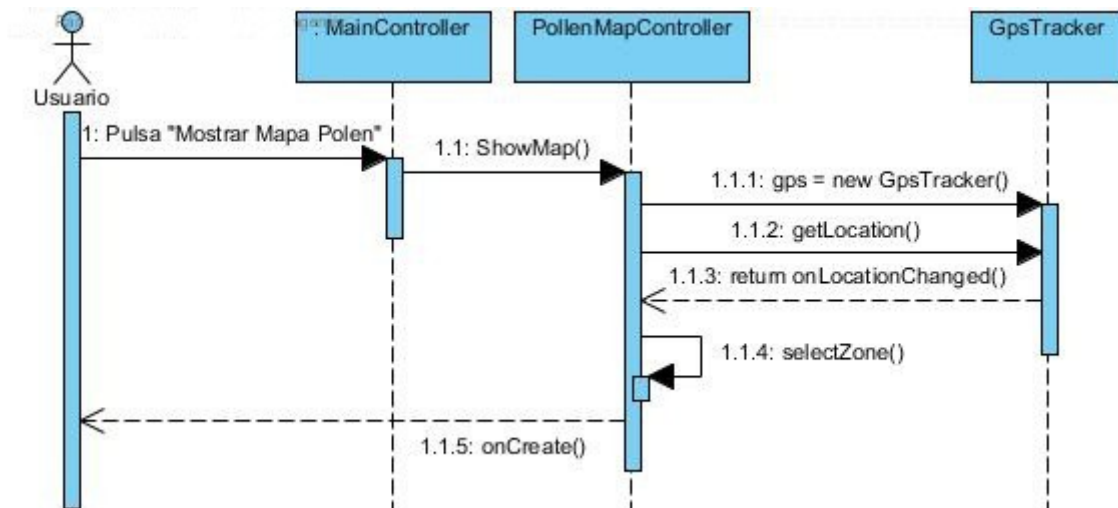 : MainController
PollenMapController
GpsTracker
Usuario
1: Pulsa "Mostrar Mapa Polen"
1.1: ShowMap()
1.1.1: gps = new GpsTracker()
1.1.2: getLocation()
1.1.3: return onLocationChanged()
1.1.4: selectZone()
1.1.5: onCreate()